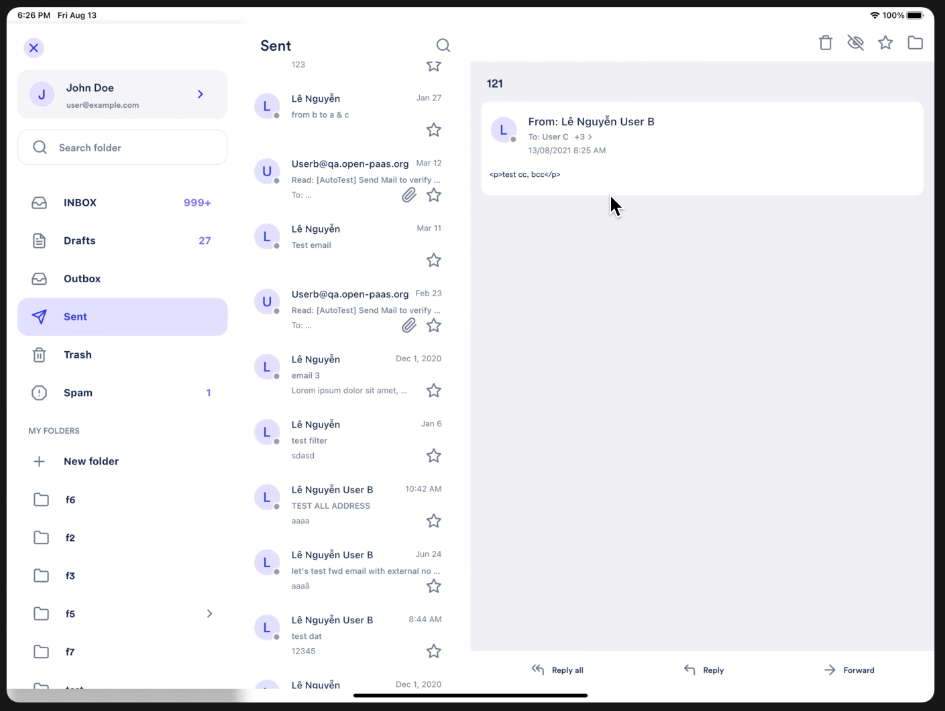 6:26 PM Fri Aug 13
100%
J
John Doe
user@example.com
Search folder
INBOX 999+
Drafts 27
Outbox
Sent
Trash
Spam 1
MY FOLDERS
New folder
f6
f2
f3
f5
f7
Sent
123
L
Lê Nguyễn Jan 27
from b to a & c
U
Userb@qa.open-paas.org Mar 12
Read: [AutoTest] Send Mail to verify ...
To: ...
L
Lê Nguyễn Mar 11
Test email
U
Userb@qa.open-paas.org Feb 23
Read: [AutoTest] Send Mail to verify ...
To: ...
L
Lê Nguyễn Dec 1, 2020
email 3
Lorem ipsum dolor sit amet, ...
L
Lê Nguyễn Jan 6
test filter
sdasd
L
Lê Nguyễn User B 10:42 AM
TEST ALL ADDRESS
aaaa
L
Lê Nguyễn User B Jun 24
let's test fwd email with external no ...
L
Lê Nguyễn User B 8:44 AM
test dat
12345
Lê Nguyễn Dec 1, 2020
121
L
From: Lê Nguyễn User B
To: User C +3
13/08/2021 8:25 AM
<p>test cc, bcc</p>
Reply all
Reply
Forward